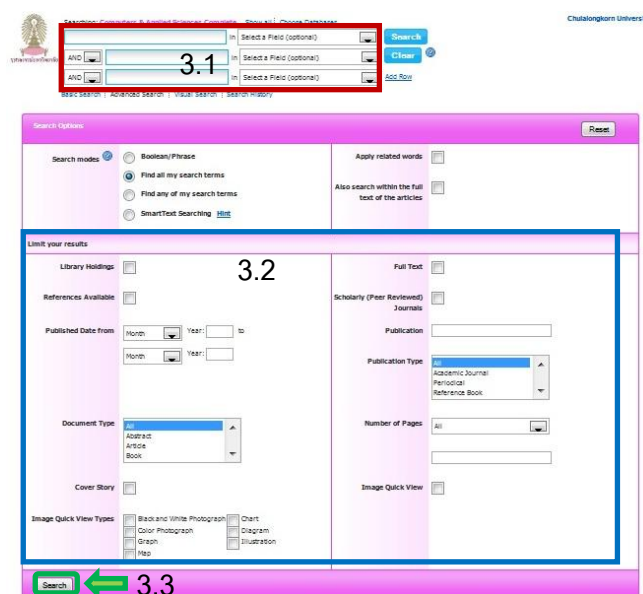 Searching: Computers & Applied Sciences Complete Show all Choose Databases
Chulalongkorn Univers
in Select a Field (optional) Search
AND in Select a Field (optional) Clear
3.1
AND in Select a Field (optional) Add Row
Basic Search | Advanced Search | Visual Search | Search History
Search Options Reset
Search modes Boolean/Phrase
Find all my search terms
Find any of my search terms
SmartText Searching Hint
Apply related words
Also search within the full
text of the articles
Limit your results
3.2
Library Holdings Full Text
References Available Scholarly (Peer Reviewed)
Journals
Published Date from Month Year: to
Month Year:
Publication
Publication Type All
Academic Journal
Periodical
Reference Book
Document Type All
Abstract
Article
Book
Number of Pages All
Cover Story Image Quick View
Image Quick View Types Black and White Photograph Chart
Color Photograph Diagram
Graph Illustration
Map
Search 3.3